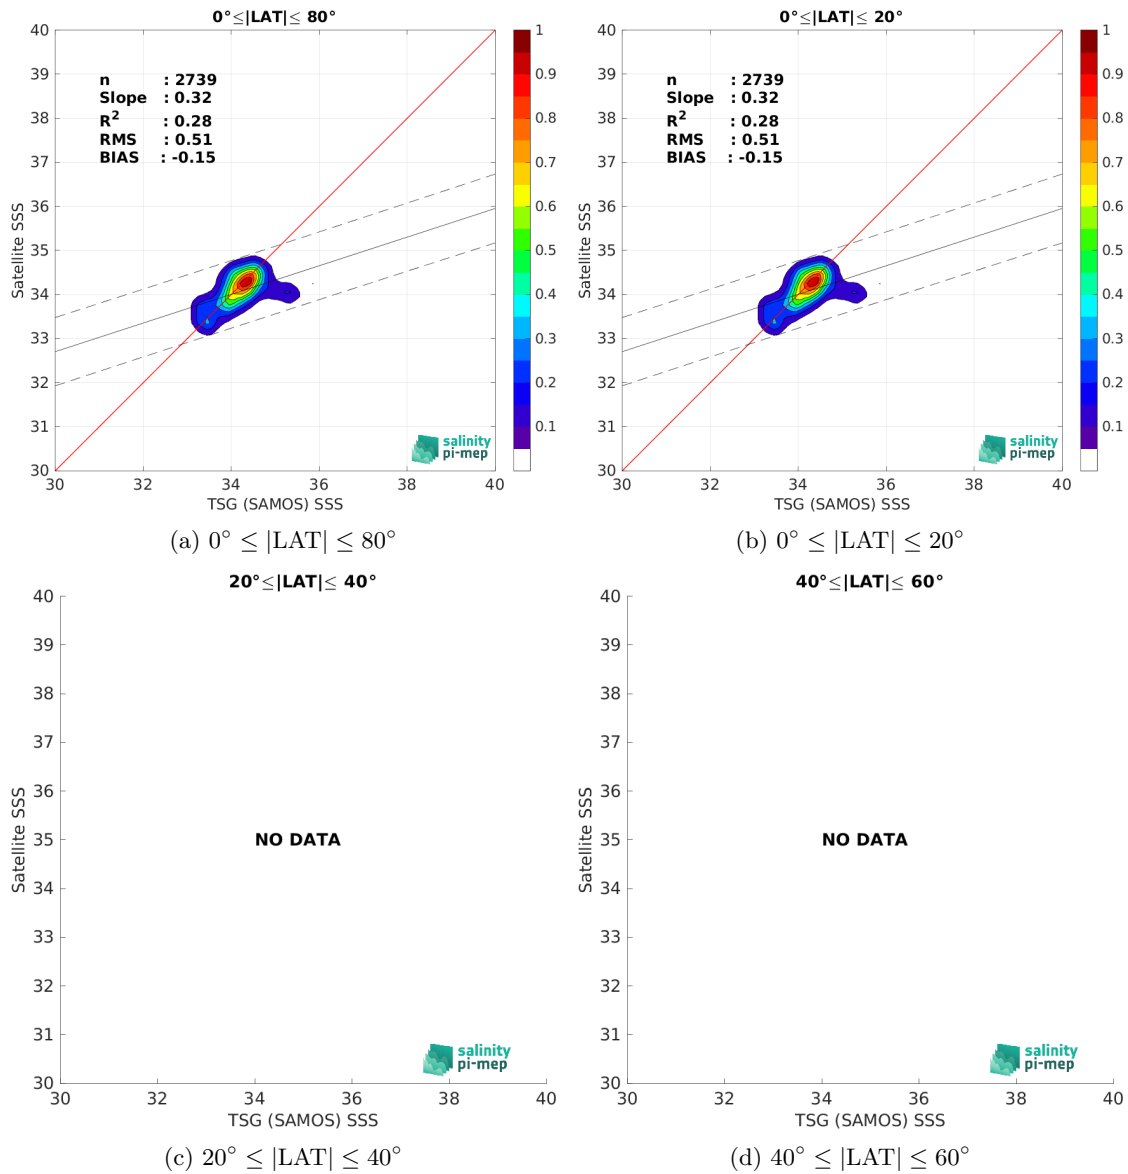 0°≤|LAT|≤ 80°
40
39
38
37
36
35
34
33
32
31
30
Satellite SSS
n : 2739
Slope : 0.32
R2 : 0.28
RMS : 0.51
BIAS : -0.15
salinity
pi-mep
30 32 34 36 38 40
TSG (SAMOS) SSS
1
0.9
0.8
0.7
0.6
0.5
0.4
0.3
0.2
0.1
(a) 0° ≤ |LAT| ≤ 80°
0°≤|LAT|≤ 20°
40
39
38
37
36
35
34
33
32
31
30
Satellite SSS
n : 2739
Slope : 0.32
R2 : 0.28
RMS : 0.51
BIAS : -0.15
salinity
pi-mep
30 32 34 36 38 40
TSG (SAMOS) SSS
1
0.9
0.8
0.7
0.6
0.5
0.4
0.3
0.2
0.1
(b) 0° ≤ |LAT| ≤ 20°
20°≤|LAT|≤ 40°
40
39
38
37
36
35
34
33
32
31
30
Satellite SSS
NO DATA
salinity
pi-mep
30 32 34 36 38 40
TSG (SAMOS) SSS
(c) 20° ≤ |LAT| ≤ 40°
40°≤|LAT|≤ 60°
40
39
38
37
36
35
34
33
32
31
30
Satellite SSS
NO DATA
salinity
pi-mep
30 32 34 36 38 40
TSG (SAMOS) SSS
(d) 40° ≤ |LAT| ≤ 60°